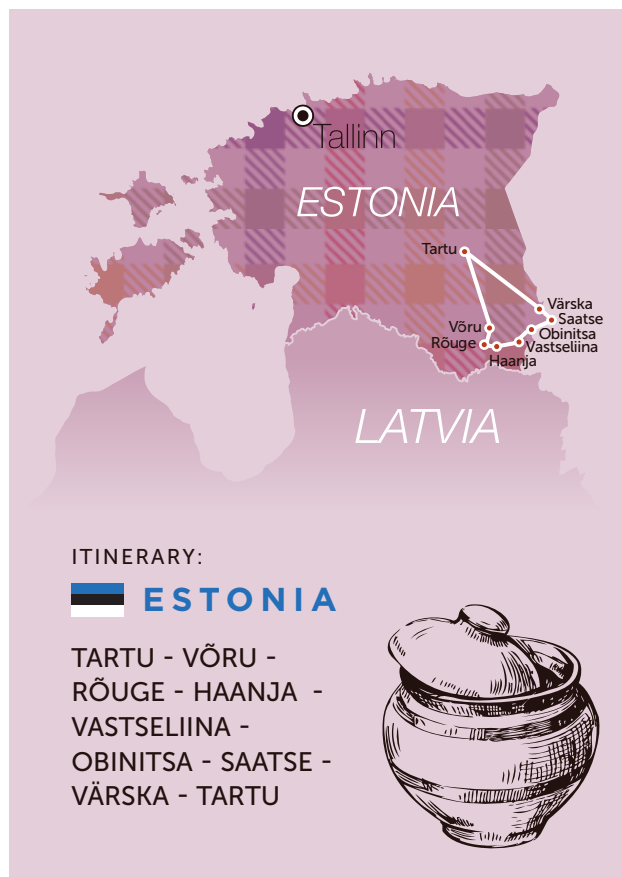 Tallinn
ESTONIA
Tartu
Värska
Saatse
Võru
Obinitsa
Rõuge
Vastseliina
Haanja
LATVIA
ITINERARY:
ESTONIA
TARTU - VÕRU -
RÕUGE - HAANJA -
VASTSELIINA -
OBINITSA - SAATSE -
VÄRSKA - TARTU